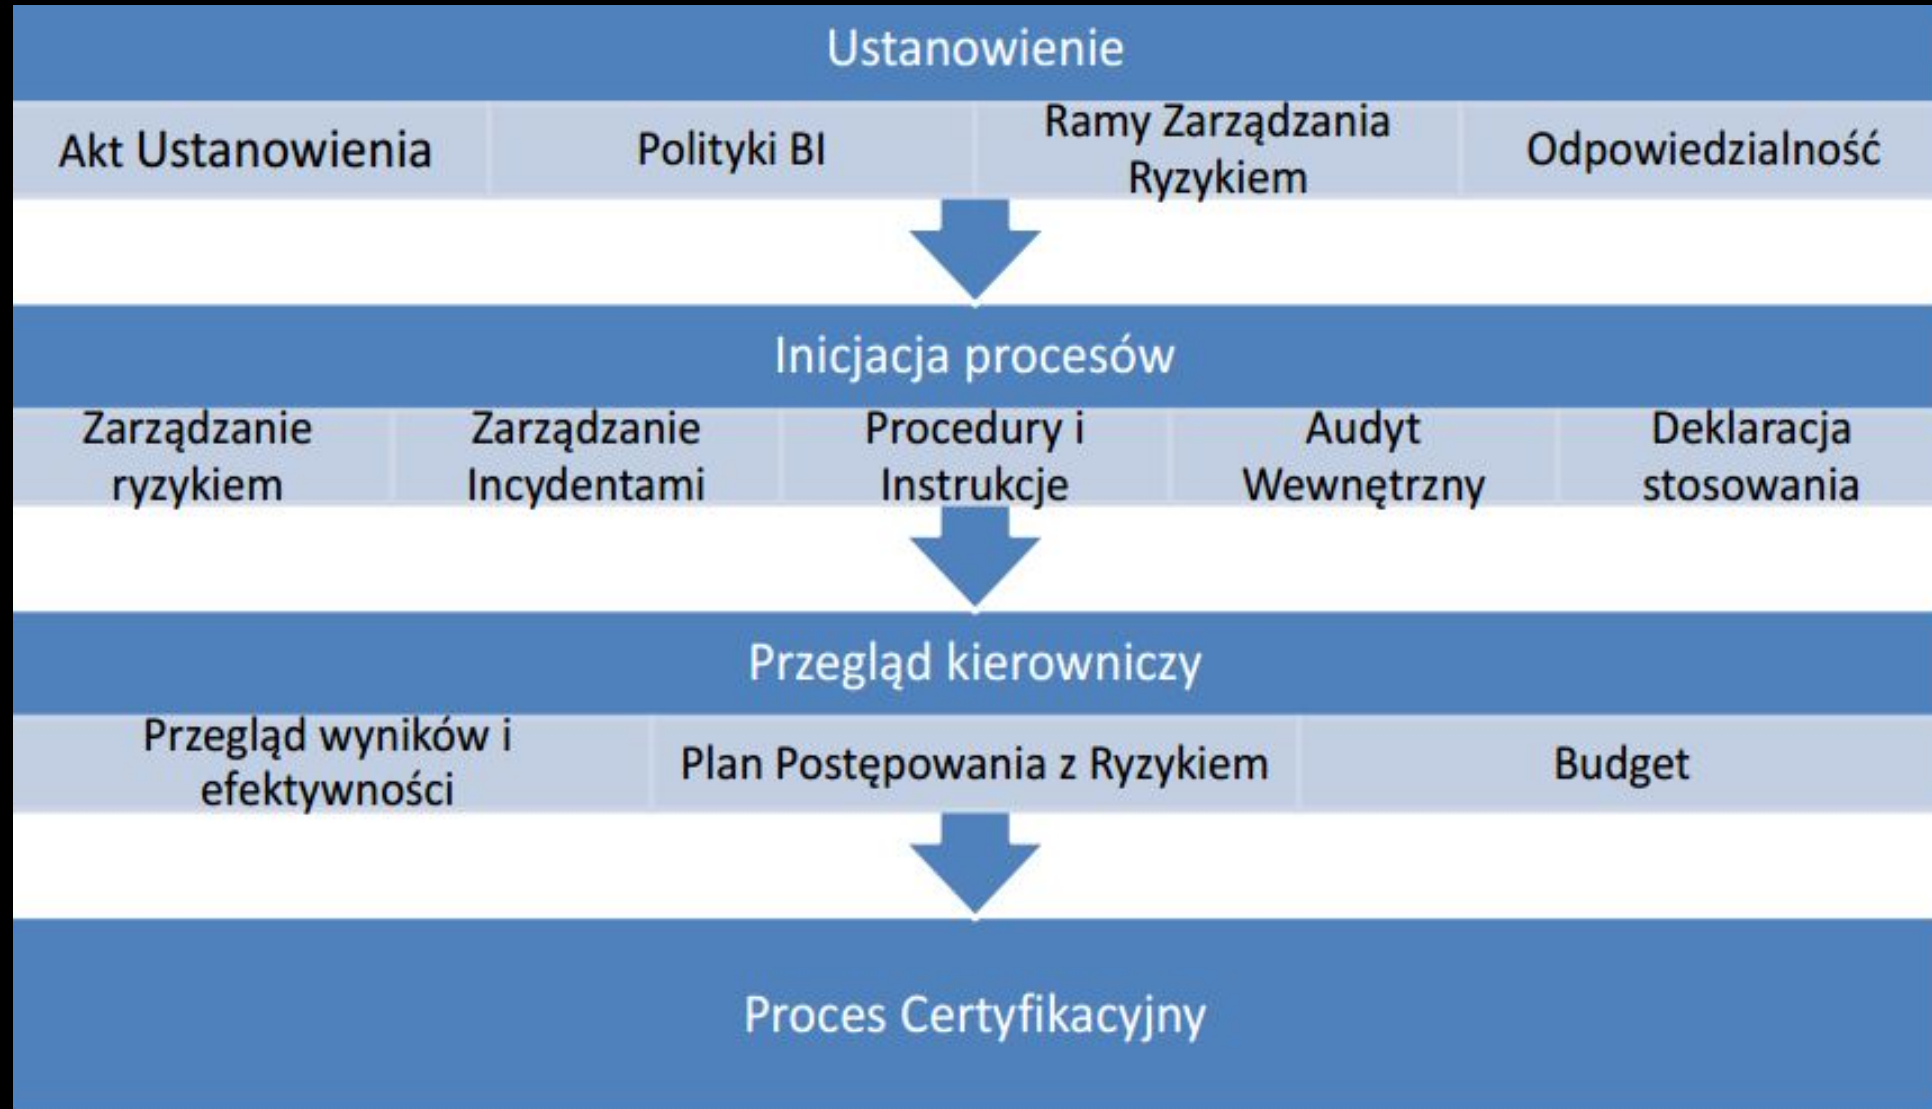 Ustanowienie
Akt Ustanowienia
Polityki BI
Ramy Zarządzania
Ryzykiem
Odpowiedzialność
Inicjacja procesów
Zarządzanie
ryzykiem
Zarządzanie
Incydentami
Procedury i
Instrukcje
Audyt
Wewnętrzny
Deklaracja
stosowania
Przegląd kierowniczy
Przegląd wyników i
efektywności
Plan Postępowania z Ryzykiem
Budget
Proces Certyfikacyjny